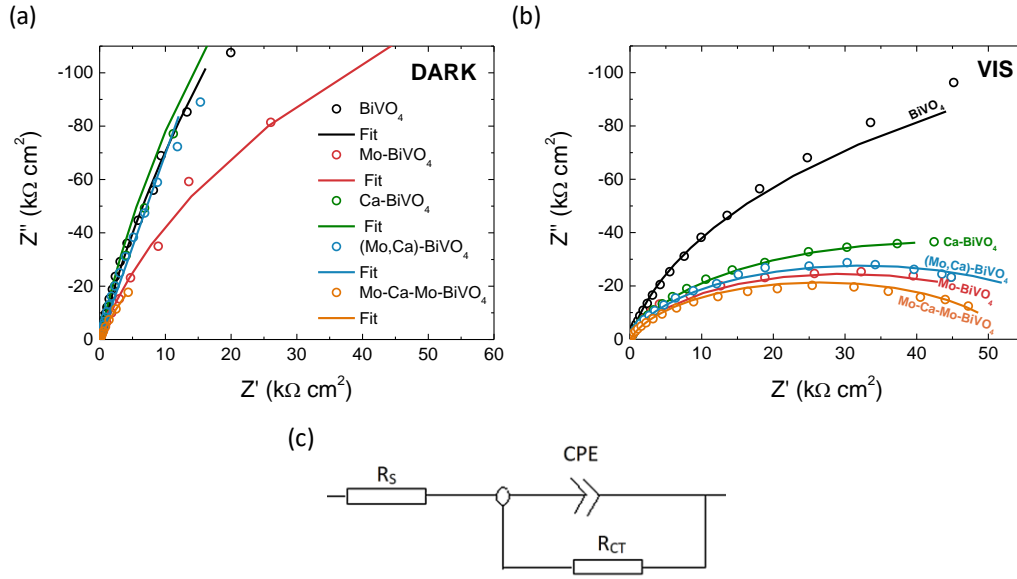 (a)
-100
-80
-60
-40
-20
0
0
10
20
30
40
50
60
Z'' (kΩ cm²)
Z' (kΩ cm²)
DARK
BiVO₄
Fit
Mo-BiVO₄
Fit
Ca-BiVO₄
Fit
(Mo,Ca)-BiVO₄
Fit
Mo-Ca-Mo-BiVO₄
Fit
(b)
-100
-80
-60
-40
-20
0
0
10
20
30
40
50
Z'' (kΩ cm²)
Z' (kΩ cm²)
VIS
BiVO₄
Ca-BiVO₄
(Mo,Ca)-BiVO₄
Mo-BiVO₄
Mo-Ca-Mo-BiVO₄
(c)
R_S
CPE
R_CT